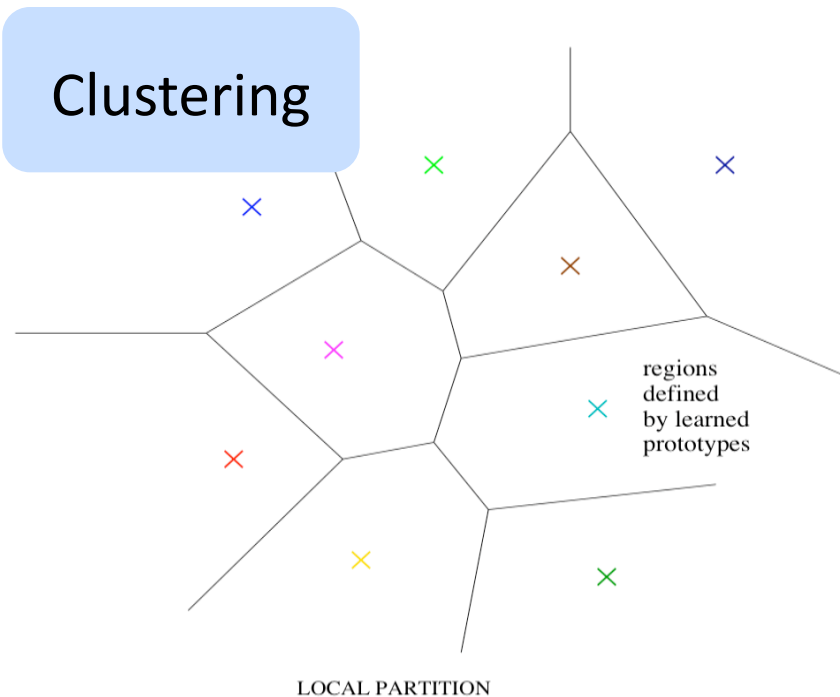 Clustering
regions
defined
by learned
prototypes
LOCAL PARTITION